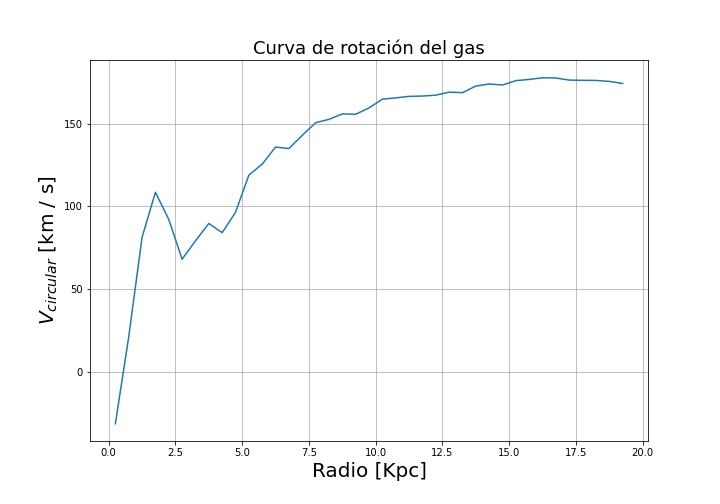 Curva de rotación del gas
V_circular [km / s]
150
100
50
0
0.0 2.5 5.0 7.5 10.0 12.5 15.0 17.5 20.0
Radio [Kpc]